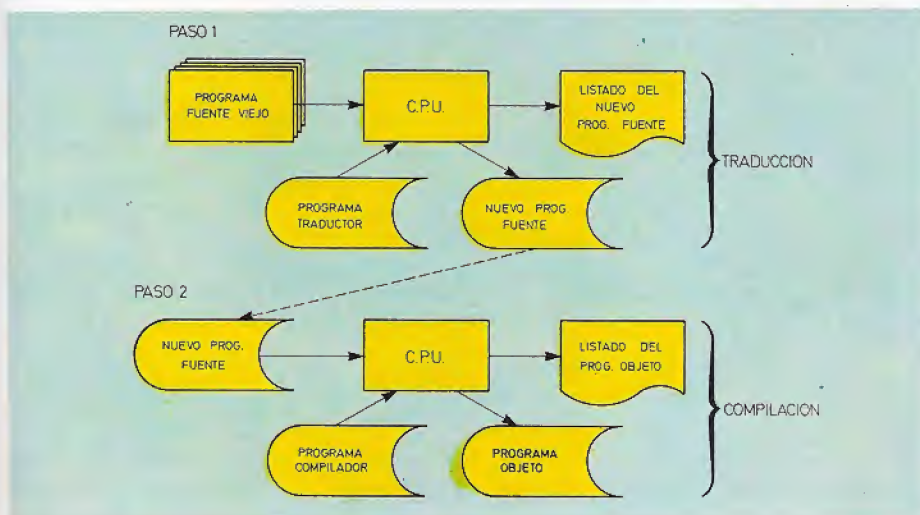 PASO 1
PROGRAMA
FUENTE VIEJO
C.P.U.
LISTADO DEL
NUEVO
PROG. FUENTE
TRADUCCION
PROGRAMA
TRADUCTOR
NUEVO PROG.
FUENTE
PASO 2
NUEVO PROG.
FUENTE
C.P.U.
LISTADO DEL
PROG. OBJETO
COMPILACION
PROGRAMA
COMPILADOR
PROGRAMA
OBJETO